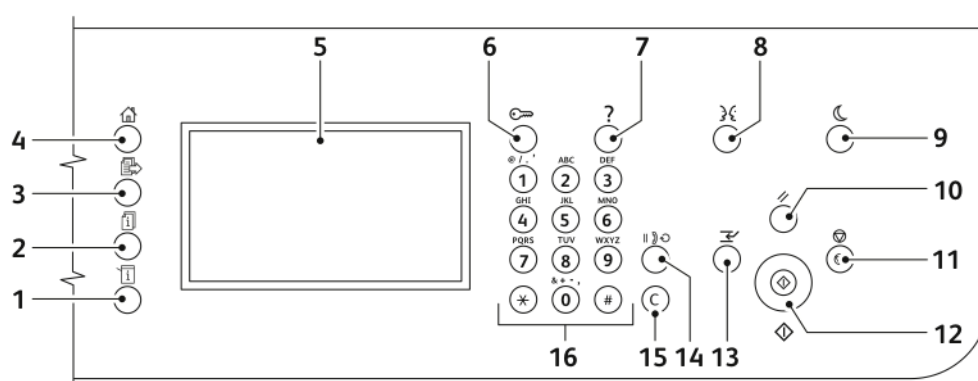 5 6 7 8
4 ? 9
@ / . ' ABC DEF
3 1 2 3
GHI JKL MNO 10
2 4 5 6
PQRS TUV WXYZ
7 8 9 11
& + - ,
1 * 0 # C 12
16 15 14 13